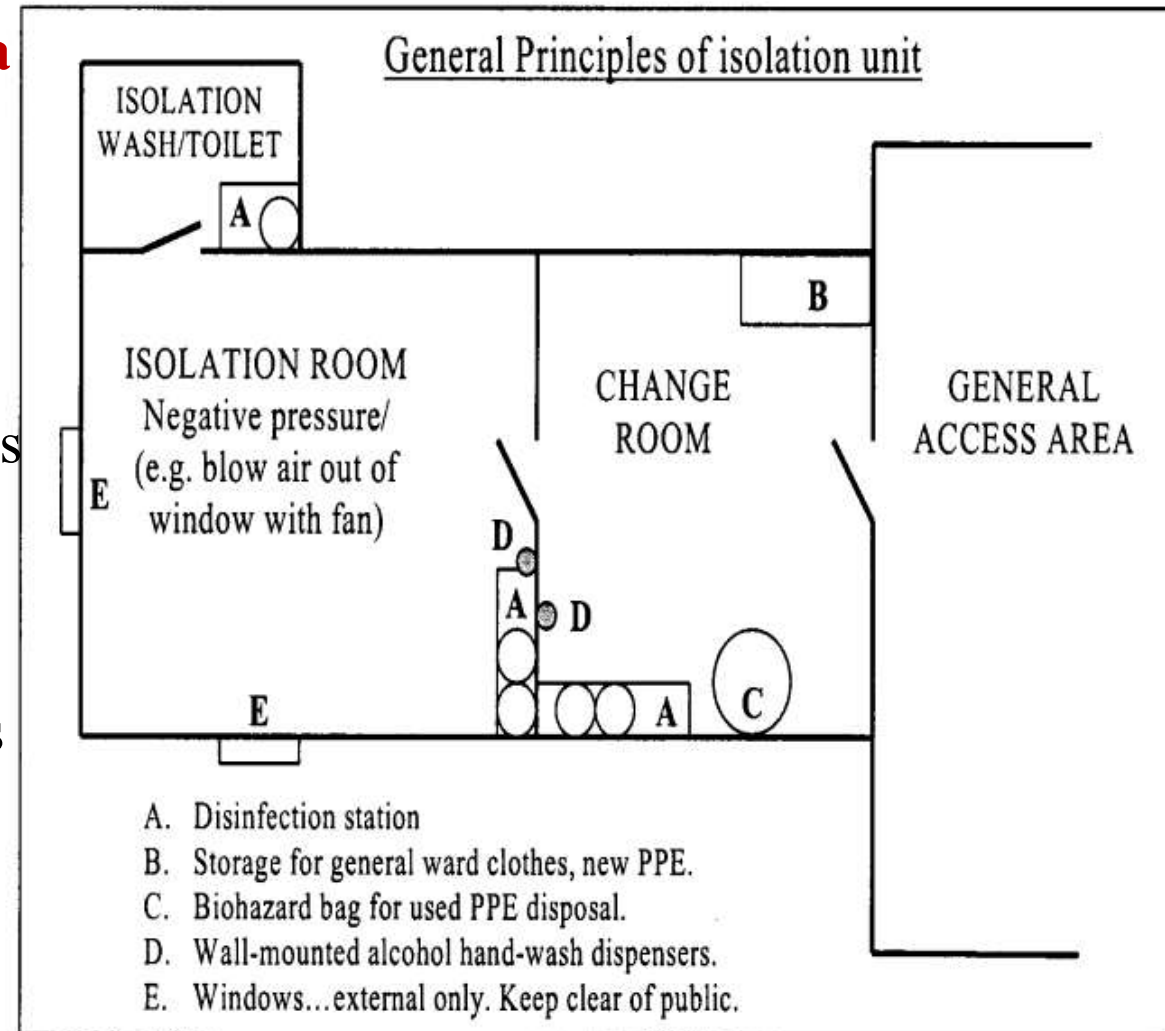 a
General Principles of isolation unit
ISOLATION
WASH/TOILET
A
B
ISOLATION ROOM
Negative pressure/
(e.g. blow air out of
window with fan)
CHANGE
ROOM
GENERAL
ACCESS AREA
s
E
D
A
D
E
A
C
s
A. Disinfection station
B. Storage for general ward clothes, new PPE.
C. Biohazard bag for used PPE disposal.
D. Wall-mounted alcohol hand-wash dispensers.
E. Windows...external only. Keep clear of public.